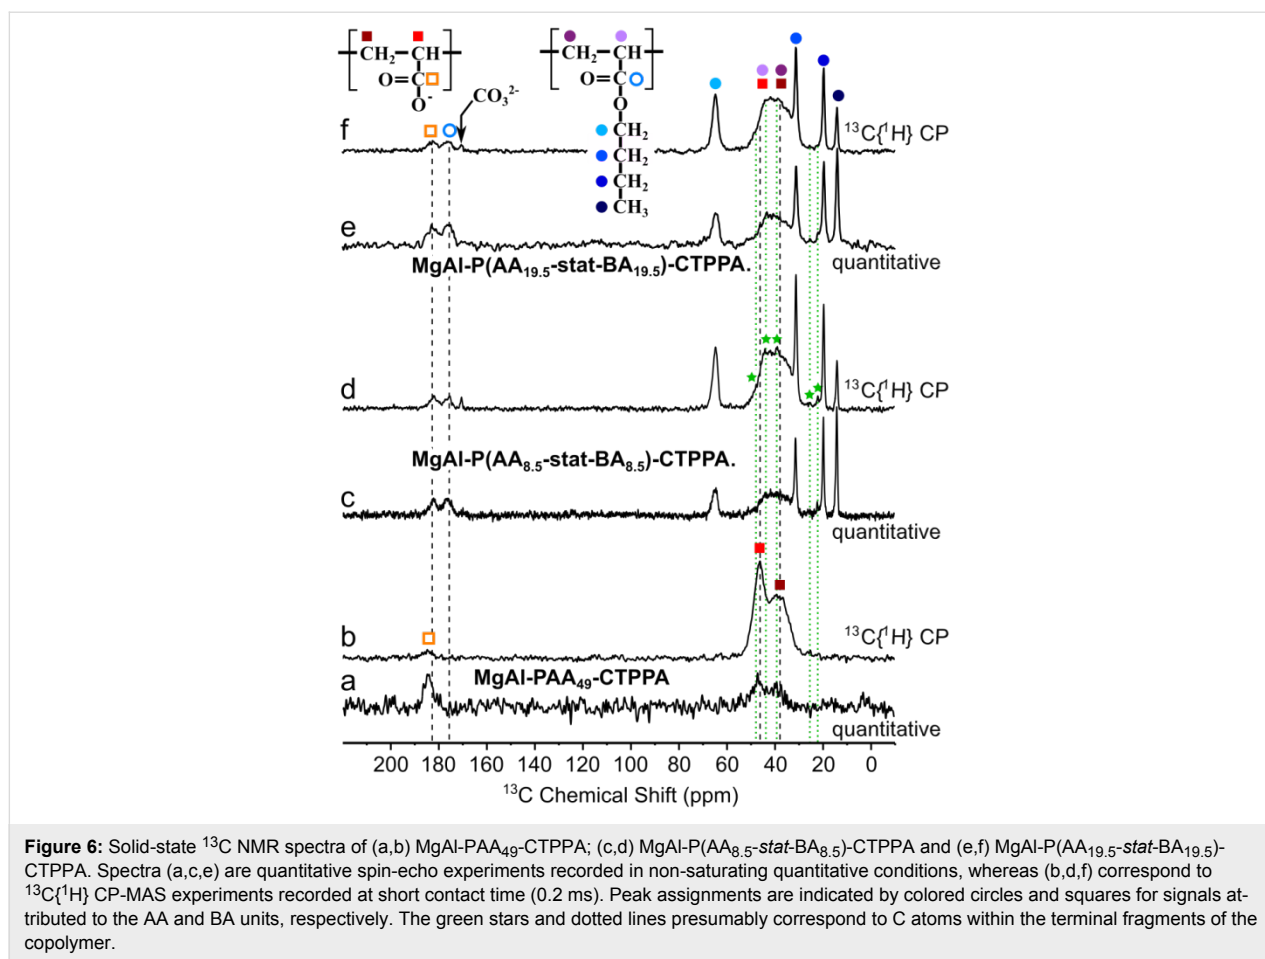 CH₂ CH
O=C
O⁻
CH₂ CH
O=C
O
CH₂
CH₂
CH₂
CH₃
CO₃²⁻
f
¹³C{¹H} CP
e
quantitative
MgAl-P(AA₁₉.₅-stat-BA₁₉.₅)-CTPPA.
d
¹³C{¹H} CP
MgAl-P(AA₈.₅-stat-BA₈.₅)-CTPPA.
c
quantitative
b
¹³C{¹H} CP
MgAl-PAA₄₉-CTPPA
a
quantitative
200 180 160 140 120 100 80 60 40 20 0
¹³C Chemical Shift (ppm)
Figure 6: Solid-state ¹³C NMR spectra of (a,b) MgAl-PAA₄₉-CTPPA; (c,d) MgAl-P(AA₈.₅-stat-BA₈.₅)-CTPPA and (e,f) MgAl-P(AA₁₉.₅-stat-BA₁₉.₅)-
CTPPA. Spectra (a,c,e) are quantitative spin-echo experiments recorded in non-saturating quantitative conditions, whereas (b,d,f) correspond to
¹³C{¹H} CP-MAS experiments recorded at short contact time (0.2 ms). Peak assignments are indicated by colored circles and squares for signals at-
tributed to the AA and BA units, respectively. The green stars and dotted lines presumably correspond to C atoms within the terminal fragments of the
copolymer.